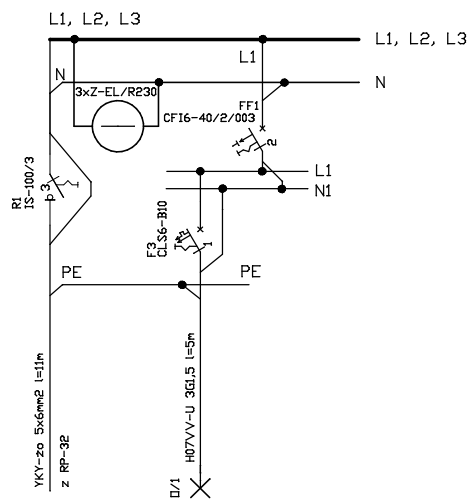 L1, L2, L3
L1, L2, L3
L1
N
N
3xZ-EL/R230
FF1
CFI6-40/2/003
2
L1
N1
R1
IS-100/3
3
p
F3
CLS6-B10
1
PE
PE
YKY-żo 5x6mm2 l=11m
z RP-32
H07VV-U 3G1,5 l=5m